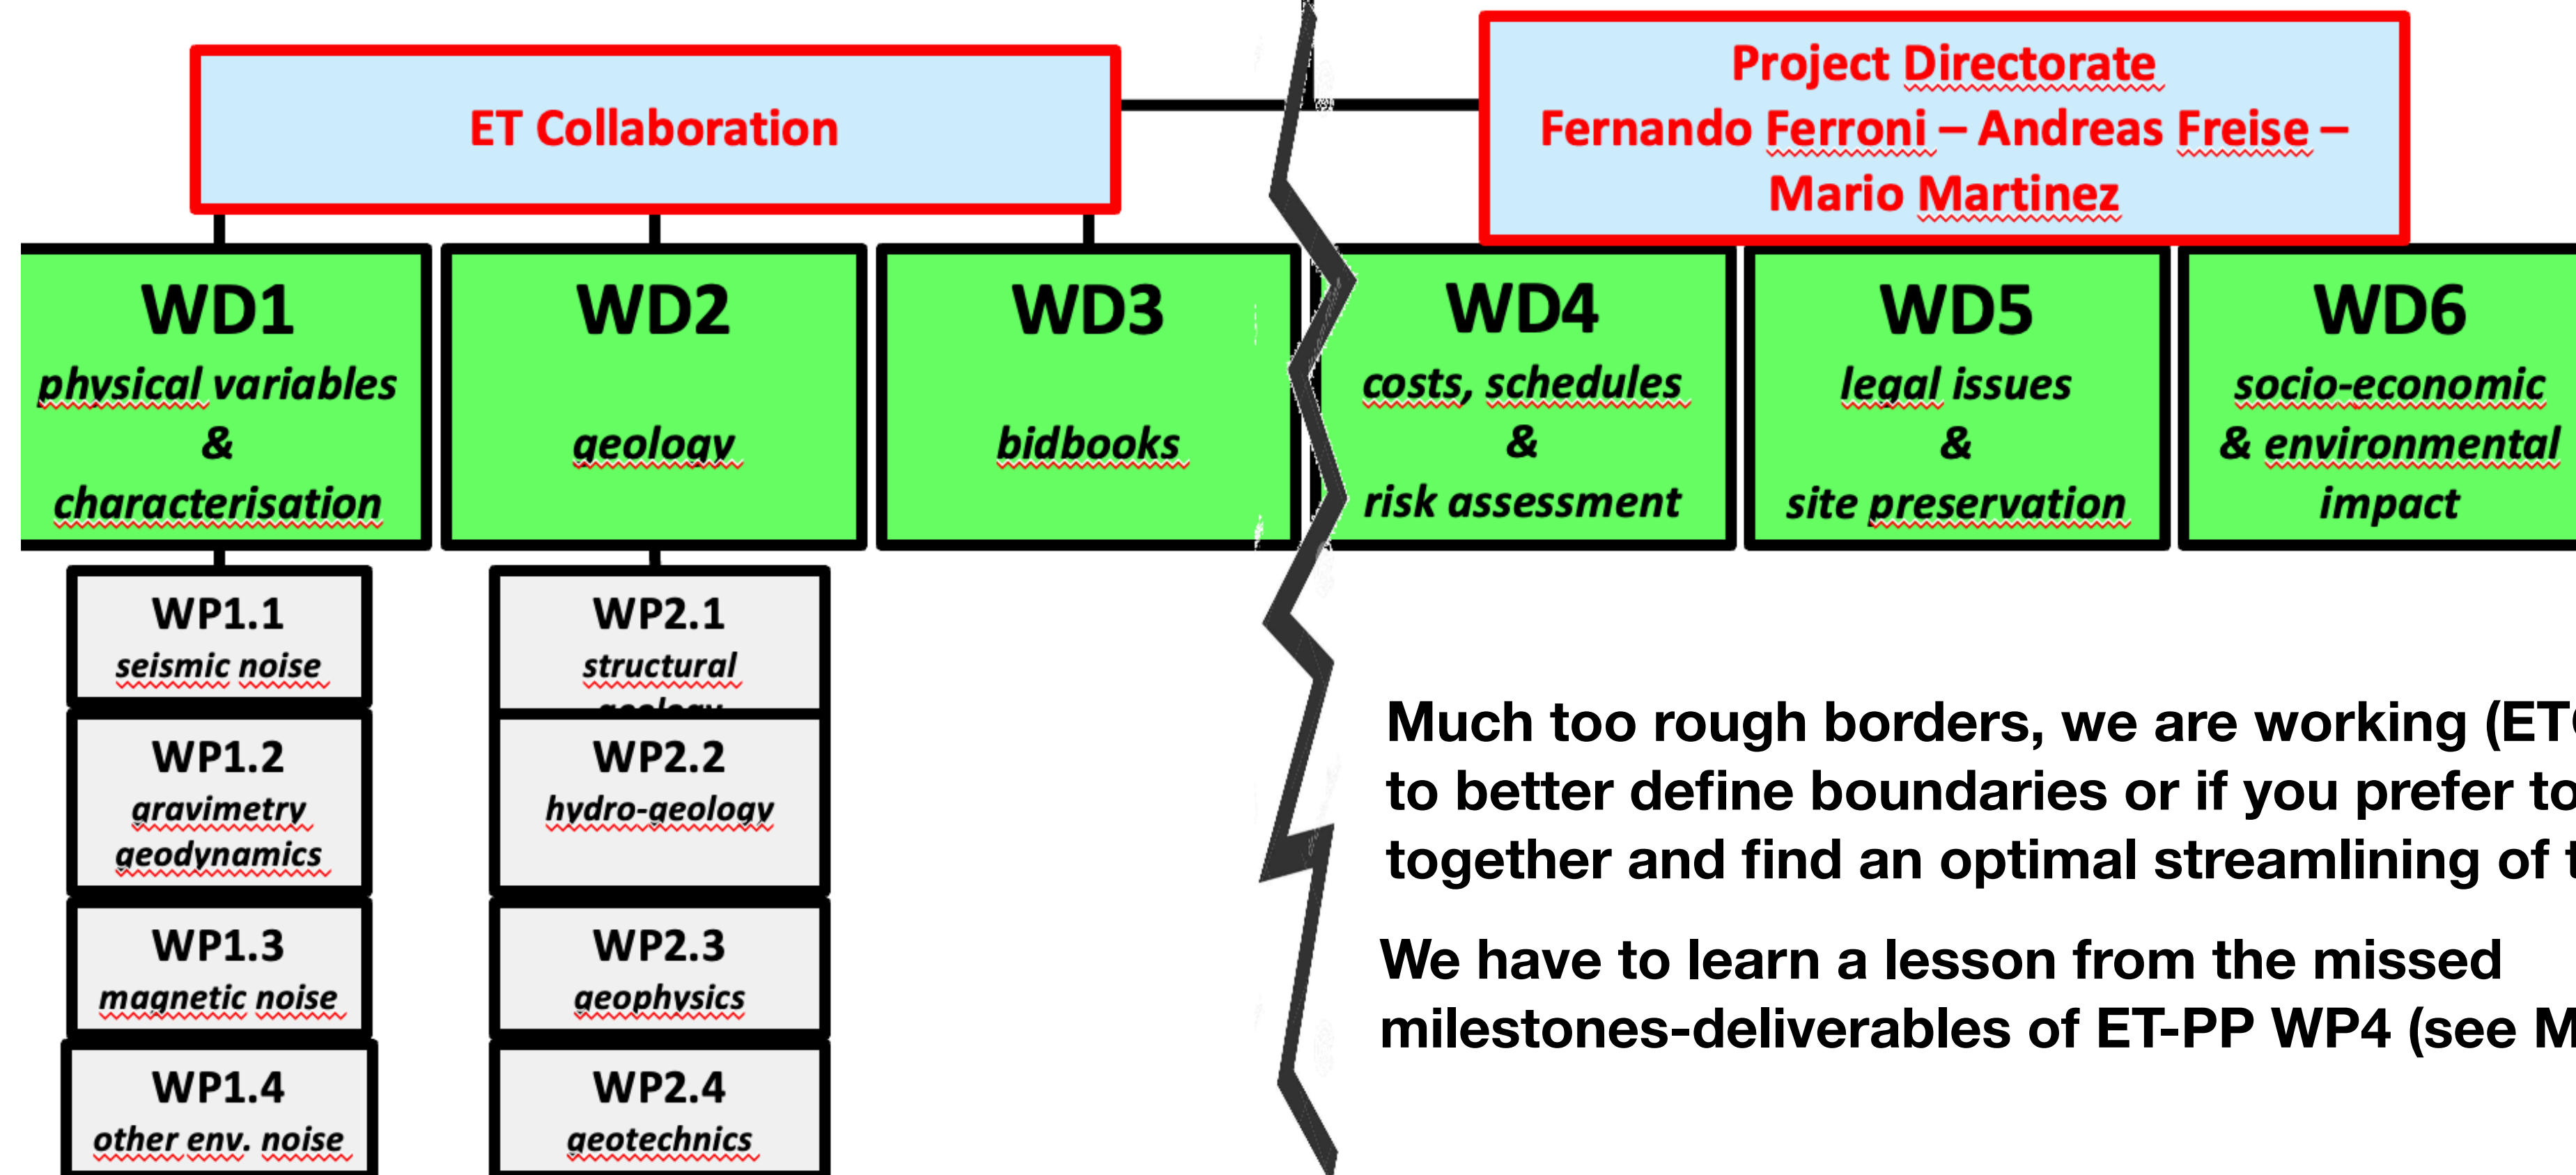 ET Collaboration
Project Directorate
Fernando Ferroni – Andreas Freise –
Mario Martinez
WD1
physical variables
&
characterisation
WD2
geology
WD3
bidbooks
WD4
costs, schedules
&
risk assessment
WD5
legal issues
&
site preservation
WD6
socio-economic
& environmental
impact
WP1.1
seismic noise
WP1.2
gravimetry
geodynamics
WP1.3
magnetic noise
WP1.4
other env. noise
WP2.1
structural
geology
WP2.2
hydro-geology
WP2.3
geophysics
WP2.4
geotechnics
Much too rough borders, we are working
to better define boundaries or if you prefer to
together and find an optimal streamlining of
We have to learn a lesson from the missed
milestones-deliverables of ET-PP WP4 (see